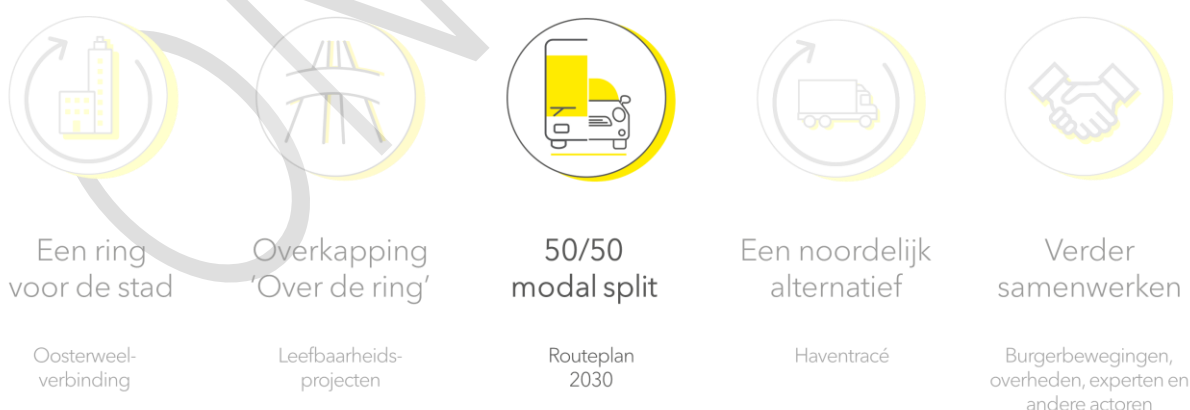 Een ring
voor de stad
Oosterweel-
verbinding
Overkapping
'Over de ring'
Leefbaarheids-
projecten
50/50
modal split
Routeplan
2030
Een noordelijk
alternatief
Haventracé
Verder
samenwerken
Burgerbewegingen,
overheden, experten en
andere actoren